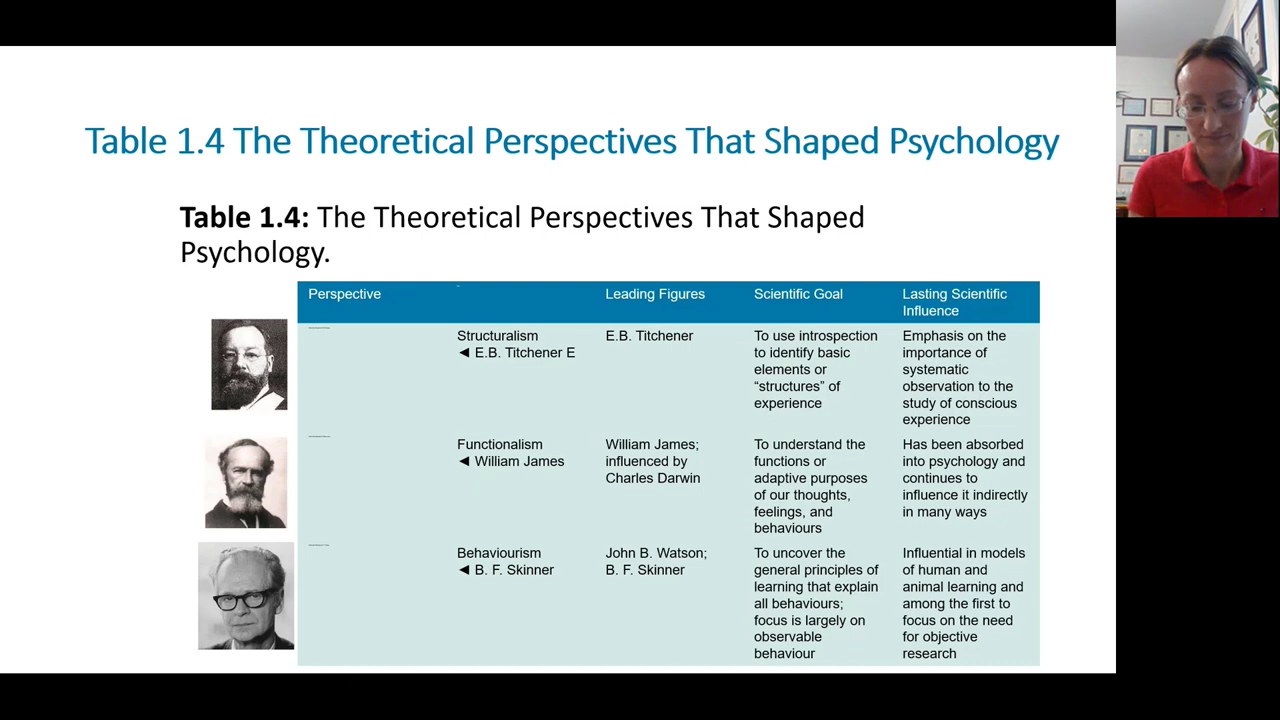 Table 1.4 The Theoretical Perspectives That Shaped Psychology
Table 1.4: The Theoretical Perspectives That Shaped
Psychology.
Perspective
Leading Figures
Scientific Goal
Lasting Scientific
Influence
Structuralism
◄ E.B. Titchener E
E.B. Titchener
To use introspection
to identify basic
elements or
“structures” of
experience
Emphasis on the
importance of
systematic
observation to the
study of conscious
experience
Functionalism
◄ William James
William James;
influenced by
Charles Darwin
To understand the
functions or
adaptive purposes
of our thoughts,
feelings, and
behaviours
Has been absorbed
into psychology and
continues to
influence it indirectly
in many ways
Behaviourism
◄ B. F. Skinner
John B. Watson;
B. F. Skinner
To uncover the
general principles of
learning that explain
all behaviours;
focus is largely on
observable
behaviour
Influential in models
of human and
animal learning and
among the first to
focus on the need
for objective
research